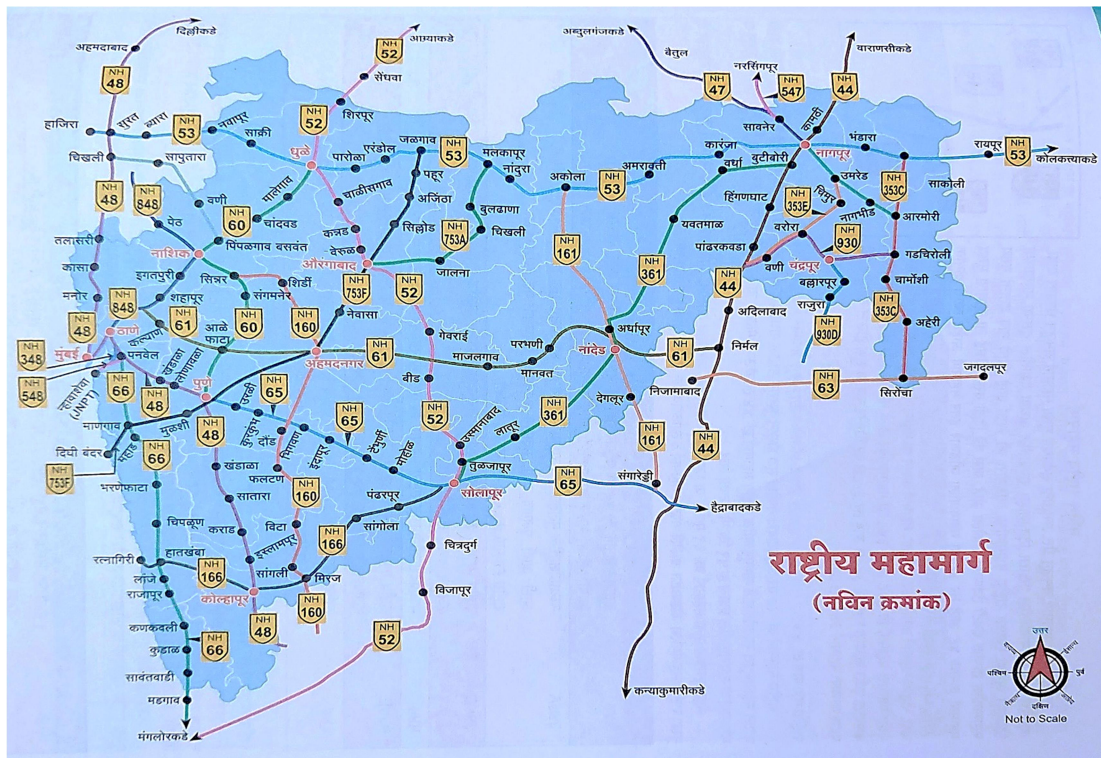 दिल्लीकडे
अहमदाबाद
NH 48
NH 52
आग्र्याकडे
सेंधवा
अब्दुलगंजकडे
बैतुल
नरसिंगपूर
वाराणसीकडे
NH 47
NH 547
NH 44
हाजिरा
सुरत
व्यारा
NH 53
नवापूर
साक्री
NH 52
शिरपूर
सावनेर
कामठी
चिखली
सापुतारा
धुळे
पारोळा
एरंडोल
जळगाव
NH 53
मलकापूर
नांदुरा
अकोला
NH 53
अमरावती
कारंजा
वर्धा
बुटीबोरी
नागपूर
भंडारा
रायपूर
NH 53
कोलकत्त्याकडे
NH 48
NH 848
वणी
NH 60
मालेगाव
चांदवड
चाळीसगाव
पहूर
अजिंठा
बुलढाणा
हिंगणघाट
उमरेड
चिमुर
NH 353C
साकोली
पेठ
तलासरी
नाशिक
पिंपळगाव बसवंत
कन्नड
वेरुळ
सिल्लोड
NH 753A
चिखली
NH 161
यवतमाळ
NH 353E
नागभीड
आरमोरी
पांढरकवडा
वरोरा
NH 930
कासा
इगतपुरी
सिन्नर
शिर्डी
औरंगाबाद
NH 753F
जालना
NH 52
NH 361
वणी
चंद्रपूर
गडचिरोली
NH 44
बल्लारपूर
चार्मोशी
मनोर
NH 848
शहापूर
संगमनेर
नेवासा
राजुरा
NH 48
ठाणे
कल्याण
NH 61
आळे फाटा
NH 60
NH 160
गेवराई
अर्धापूर
अदिलाबाद
NH 930D
NH 353C
अहेरी
NH 348
मुंबई
पनवेल
खंडाळा
लोणावळा
अहमदनगर
NH 61
माजलगाव
परभणी
मानवत
नांदेड
NH 61
निर्मल
NH 548
न्हावाशेवा (JNPT)
NH 66
NH 48
पुणे
उरळी
NH 65
बीड
देगलूर
निजामाबाद
NH 63
सिरोंचा
जगदलपूर
माणगाव
मुळशी
NH 48
कुरकुंभ
दौंड
भिगवण
इंदापूर
NH 65
टेंभुर्णी
मोहोळ
NH 52
उस्मानाबाद
लातूर
NH 361
NH 161
NH 44
दिघी बंदर
महाड
NH 66
खंडाळा
फलटण
तुळजापूर
संगारेड्डी
NH 753F
भरणेफाटा
सातारा
NH 160
पंढरपूर
सोलापूर
NH 65
हैद्राबादकडे
चिपळूण
कराड
विटा
सांगोला
NH 166
इस्लामपूर
चित्रदुर्ग
रत्नागिरी
हातखंबा
NH 166
सांगली
मिरज
लांजे
राजापूर
कोल्हापूर
NH 160
विजापूर
राष्ट्रीय महामार्ग
(नविन क्रमांक)
कणकवली
NH 66
कुडाळ
NH 48
NH 52
सावंतवाडी
मडगाव
मंगलोरकडे
कन्याकुमारीकडे
उत्तर
पश्चिम
पुर्व
दक्षिण
Not to Scale